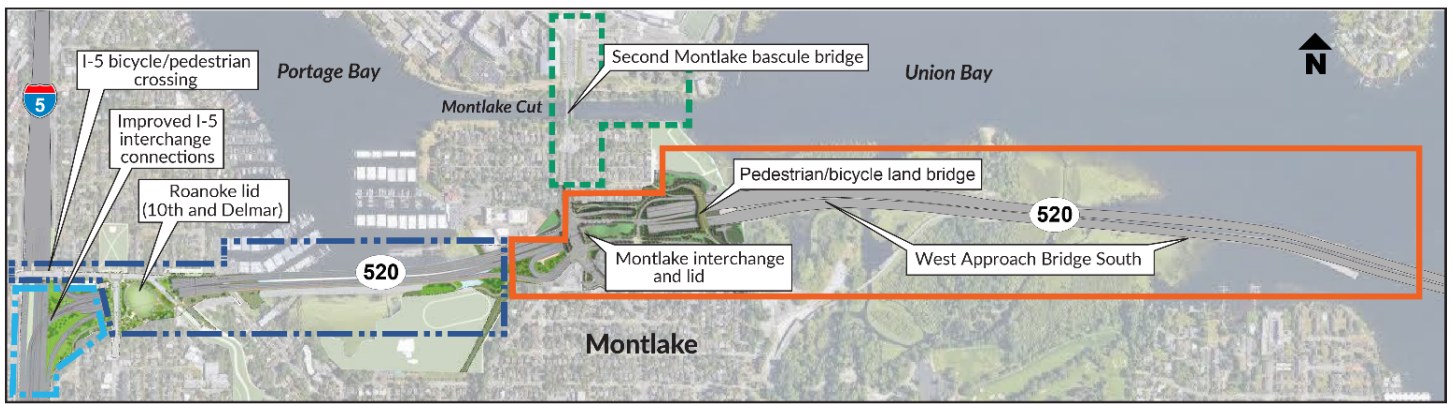 I-5 bicycle/pedestrian
crossing
5
Improved I-5
interchange
connections
Roanoke lid
(10th and Delmar)
Portage Bay
Montlake Cut
Second Montlake bascule bridge
Union Bay
N
Pedestrian/bicycle land bridge
520
520
Montlake interchange
and lid
West Approach Bridge South
Montlake